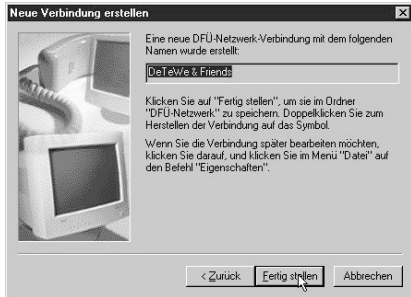 Neue Verbindung erstellen
Eine neue DFÜ-Netzwerk-Verbindung mit dem folgenden
Namen wurde erstellt:
DeTeWe & Friends
Klicken Sie auf "Fertig stellen", um sie im Ordner
"DFÜ-Netzwerk" zu speichern. Doppelklicken Sie zum
Herstellen der Verbindung auf das Symbol.
Wenn Sie die Verbindung später bearbeiten möchten,
klicken Sie darauf, und klicken Sie im Menü "Datei" auf
den Befehl "Eigenschaften".
< Zurück Fertig stellen Abbrechen